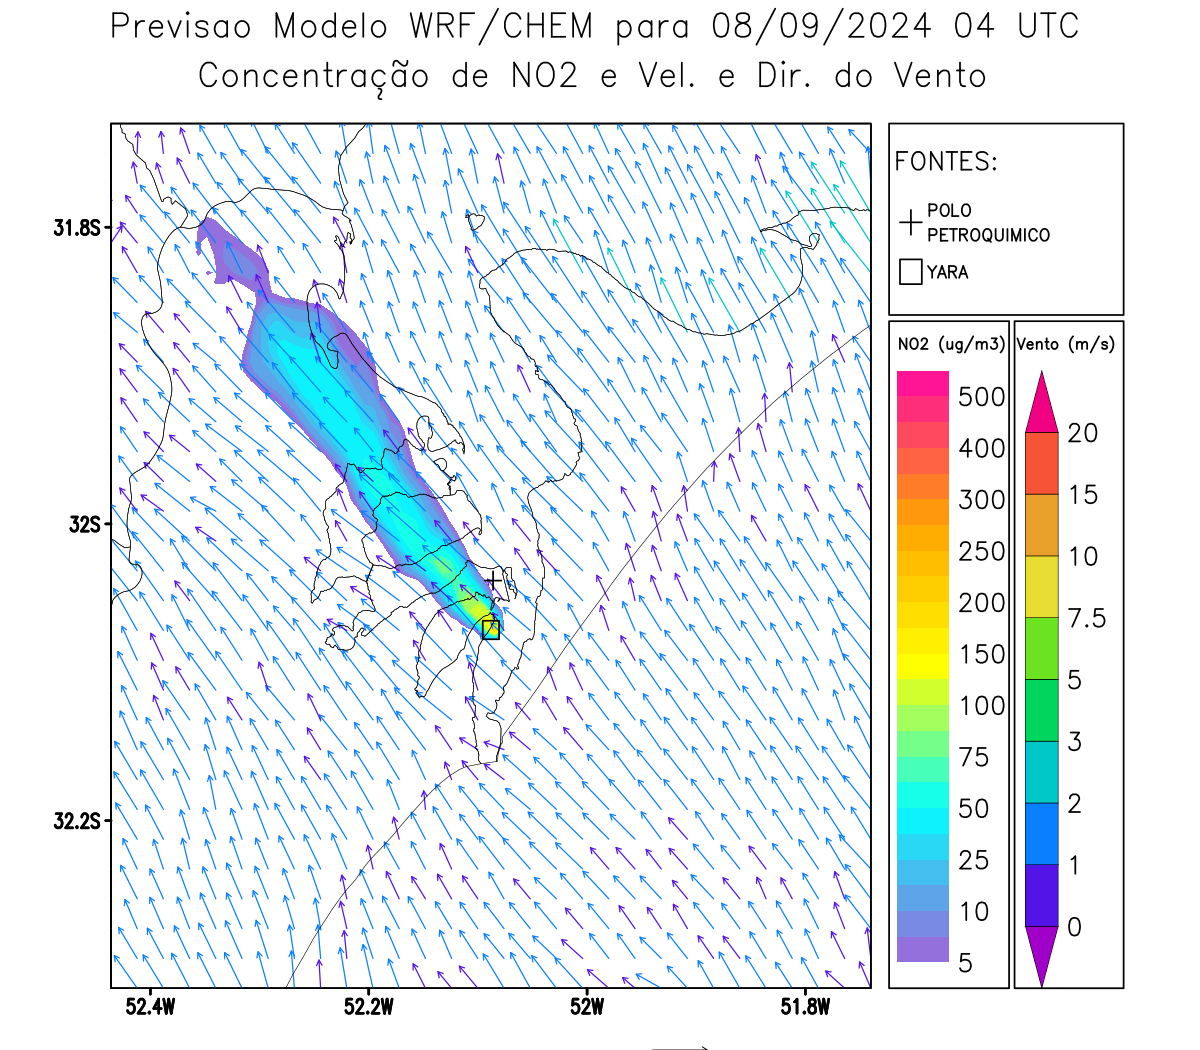 Previsao Modelo WRF/CHEM para 08/09/2024 04 UTC
Concentração de NO2 e Vel. e Dir. do Vento
FONTES:
POLO
PETROQUIMICO
YARA
NO2 (ug/m3)
500
400
300
250
200
150
100
75
50
25
10
5
Vento (m/s)
20
15
10
7.5
5
3
2
1
0
31.8S
32S
32.2S
52.4W
52.2W
52W
51.8W